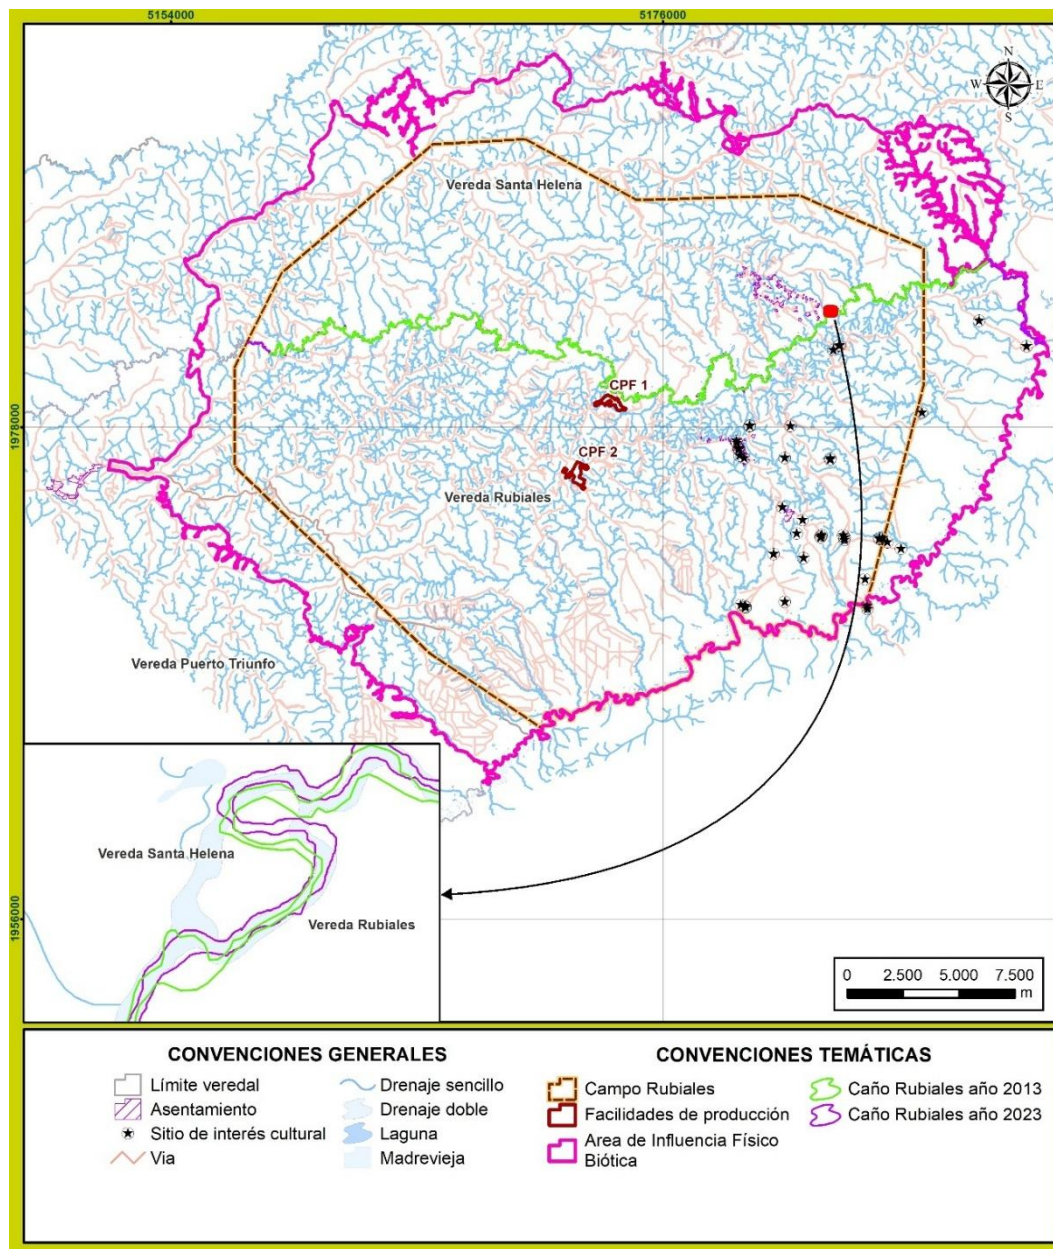 5154000
5176000
N
W E
S
Vereda Santa Helena
CPF 1
1978000
CPF 2
Vereda Rubiales
Vereda Puerto Triunfo
Vereda Santa Helena
Vereda Rubiales
1956000
0 2.500 5.000 7.500
m
CONVENCIONES GENERALES
Límite veredal
Asentamiento
Sitio de interés cultural
Via
Drenaje sencillo
Drenaje doble
Laguna
Madrevieja
CONVENCIONES TEMÁTICAS
Campo Rubiales
Facilidades de producción
Area de Influencia Físico
Biótica
Caño Rubiales año 2013
Caño Rubiales año 2023